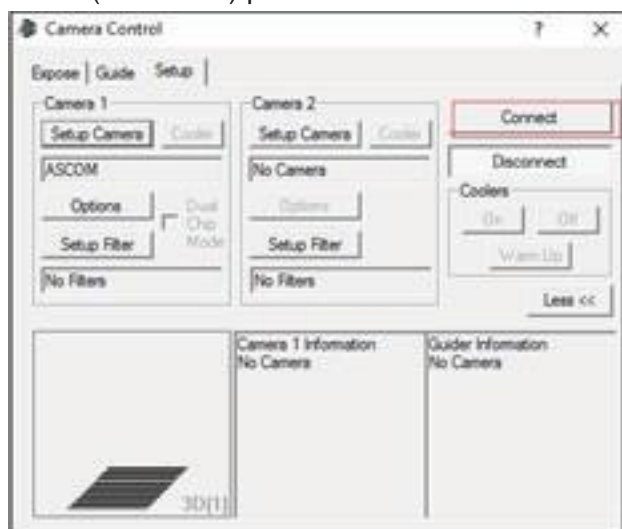 Camera Control ? ×
Expose Guide Setup
Camera 1
Setup Camera Cooler
ASCOM
Options
Dual
Chip
Mode
Setup Filter
No Filters
Camera 2
Setup Camera Cooler
No Camera
Options
Setup Filter
No Filters
Connect
Disconnect
Coolers
On Off
Warm Up
Less <<
3D[1]
Camera 1 Information
No Camera
Guider Information
No Camera